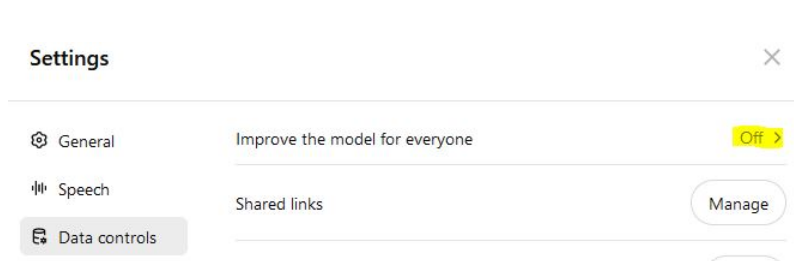 Settings
General
Improve the model for everyone
Off
Speech
Shared links
Manage
Data controls